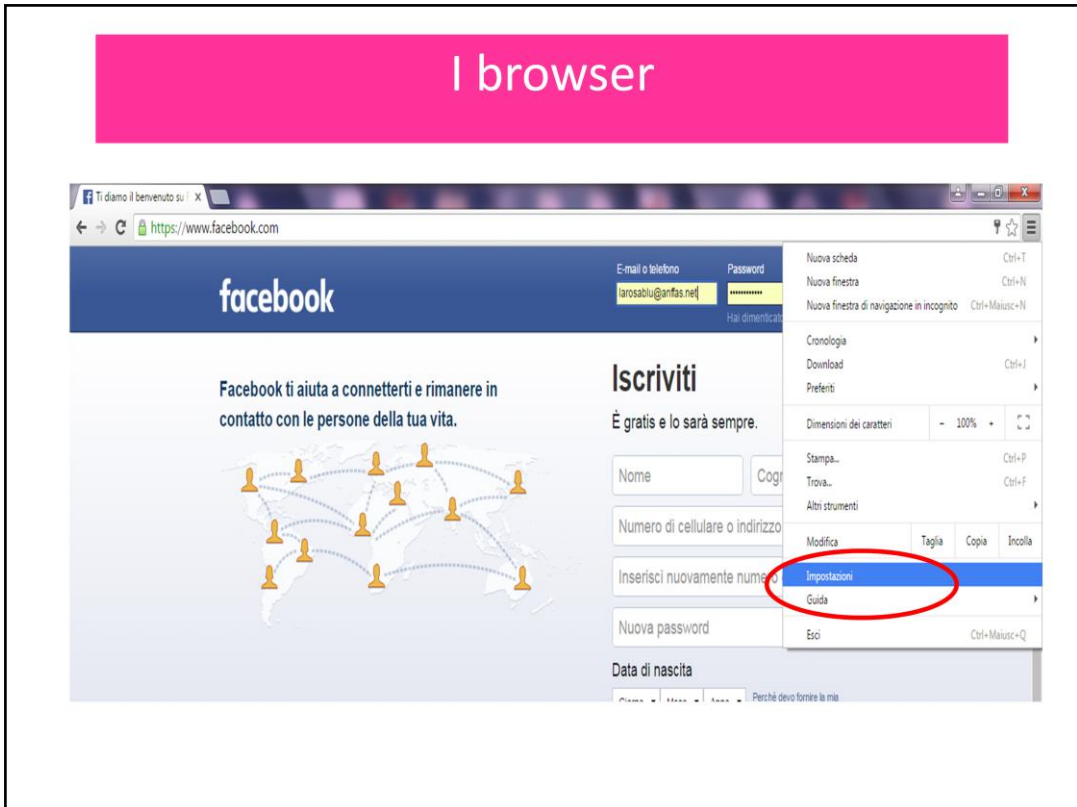 I browser
Ti diamo il benvenuto su
https://www.facebook.com
facebook
E-mail o telefono
Password
larosablu@anffas.net
••••••••••••
Hai dimenticato
Facebook ti aiuta a connetterti e rimanere in
contatto con le persone della tua vita.
Iscriviti
È gratis e lo sarà sempre.
Nome
Cogn
Numero di cellulare o indirizzo
Inserisci nuovamente numero
Nuova password
Data di nascita
Giorno Mese Anno
Perché devo fornire la mia
Nuova scheda Ctrl+T
Nuova finestra Ctrl+N
Nuova finestra di navigazione in incognito Ctrl+Maiusc+N
Cronologia
Download Ctrl+J
Preferiti
Dimensioni dei caratteri - 100% +
Stampa... Ctrl+P
Trova... Ctrl+F
Altri strumenti
Modifica Taglia Copia Incolla
Impostazioni
Guida
Esci Ctrl+Maiusc+Q